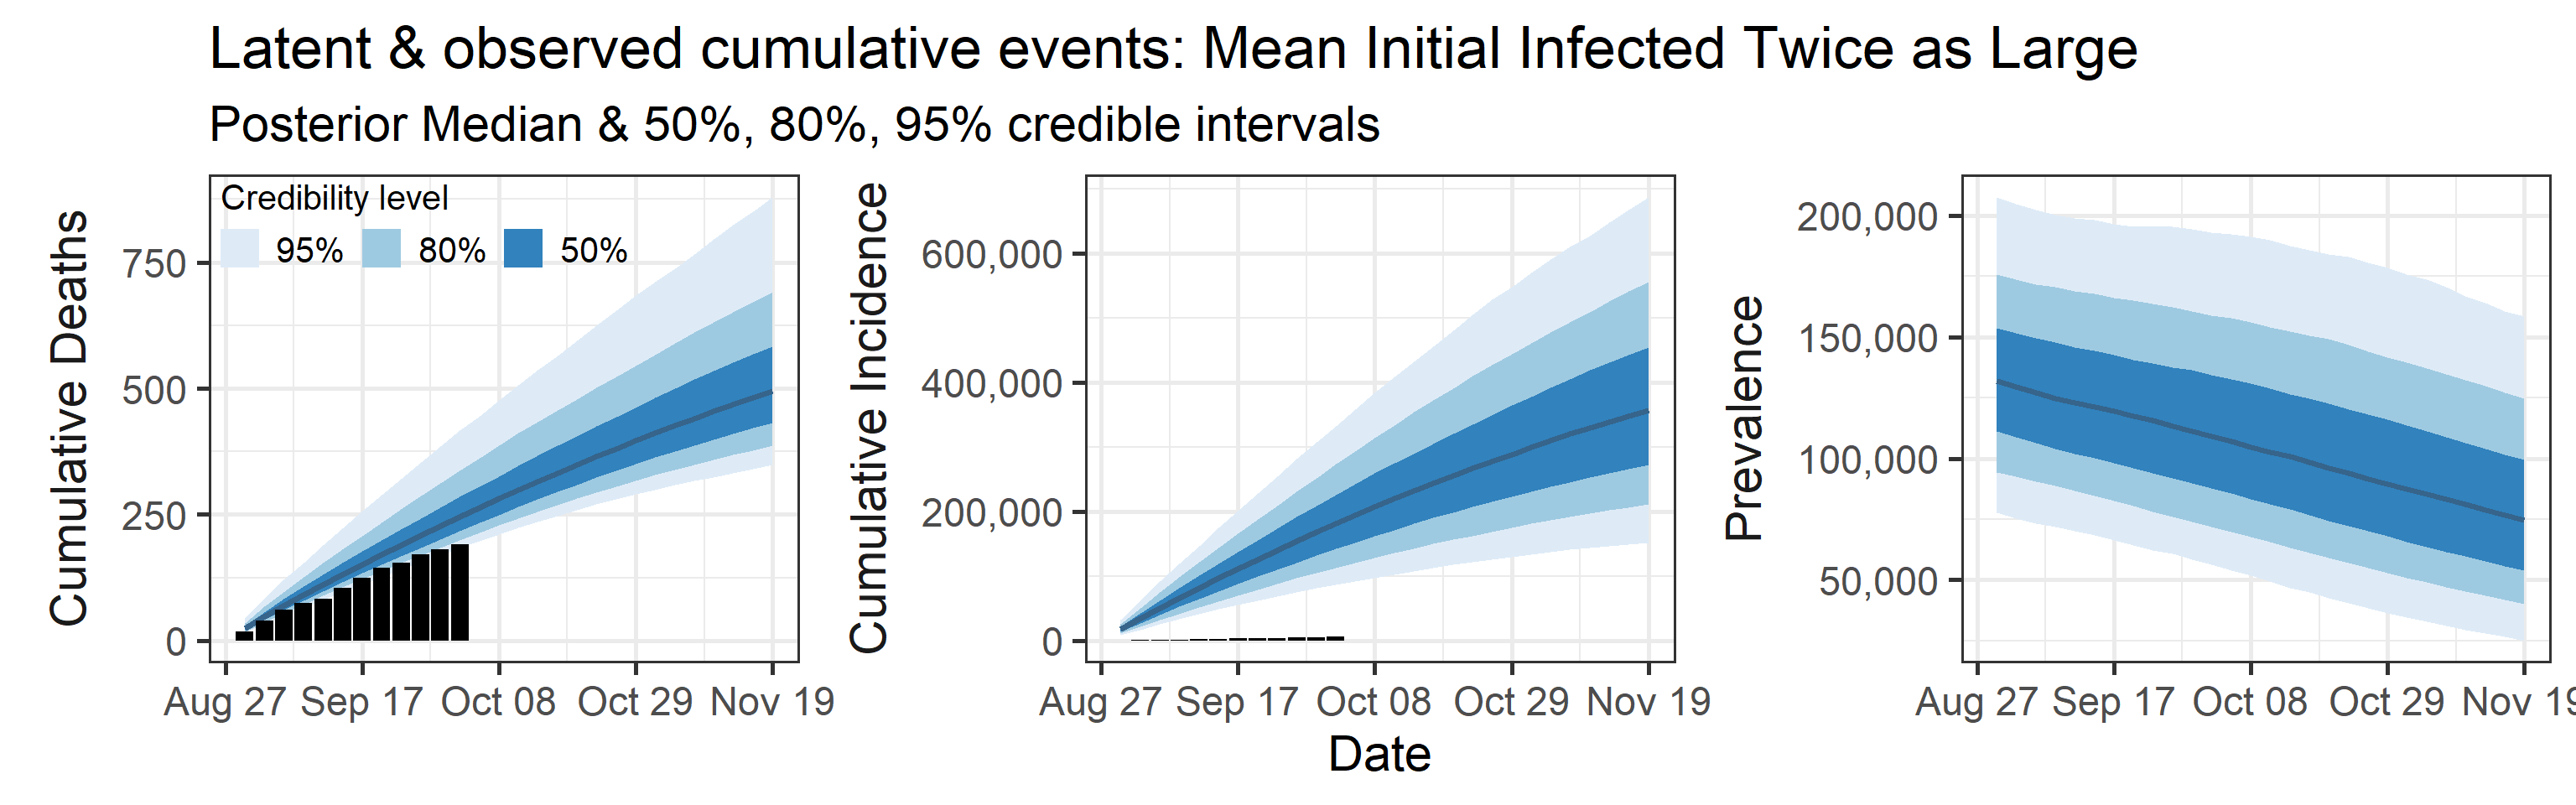 Latent & observed cumulative events: Mean Initial Infected Twice as Large
Posterior Median & 50%, 80%, 95% credible intervals
Cumulative Deaths
Credibility level
95% 80% 50%
750
500
250
0
Aug 27 Sep 17 Oct 08 Oct 29 Nov 19
Cumulative Incidence
600,000
400,000
200,000
0
Aug 27 Sep 17 Oct 08 Oct 29 Nov 19
Prevalence
200,000
150,000
100,000
50,000
Aug 27 Sep 17 Oct 08 Oct 29 Nov 19
Date